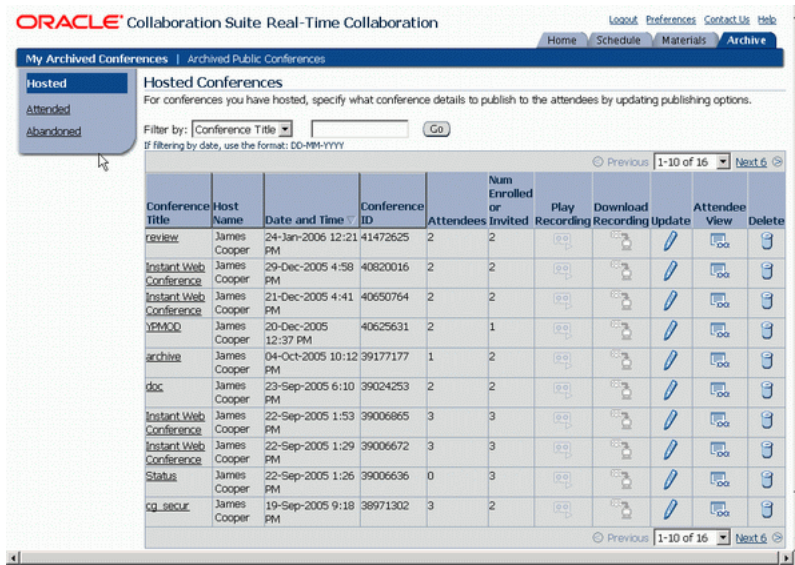 ORACLE Collaboration Suite Real-Time Collaboration
Logout Preferences Contact Us Help
Home Schedule Materials Archive
My Archived Conferences | Archived Public Conferences
Hosted
Attended
Abandoned
Hosted Conferences
For conferences you have hosted, specify what conference details to publish to the attendees by updating publishing options.
Filter by: Conference Title Go
If filtering by date, use the format: DD-MM-YYYY
Previous 1-10 of 16 Next 6
Conference Title Host Name Date and Time Conference ID Attendees Num Enrolled or Invited Play Recording Download Recording Update Attendee View Delete
review James Cooper 24-Jan-2006 12:21 PM 41472625 2 2
Instant Web Conference James Cooper 29-Dec-2005 4:58 PM 40820016 2 2
Instant Web Conference James Cooper 21-Dec-2005 4:41 PM 40650764 2 2
YPMOD James Cooper 20-Dec-2005 12:37 PM 40625631 2 1
archive James Cooper 04-Oct-2005 10:12 PM 39177177 1 2
doc James Cooper 23-Sep-2005 6:10 PM 39024253 2 2
Instant Web Conference James Cooper 22-Sep-2005 1:53 PM 39006865 3 3
Instant Web Conference James Cooper 22-Sep-2005 1:29 PM 39006672 3 3
Status James Cooper 22-Sep-2005 1:26 PM 39006636 0 3
cg_secur James Cooper 19-Sep-2005 9:18 PM 38971302 3 2
Previous 1-10 of 16 Next 6